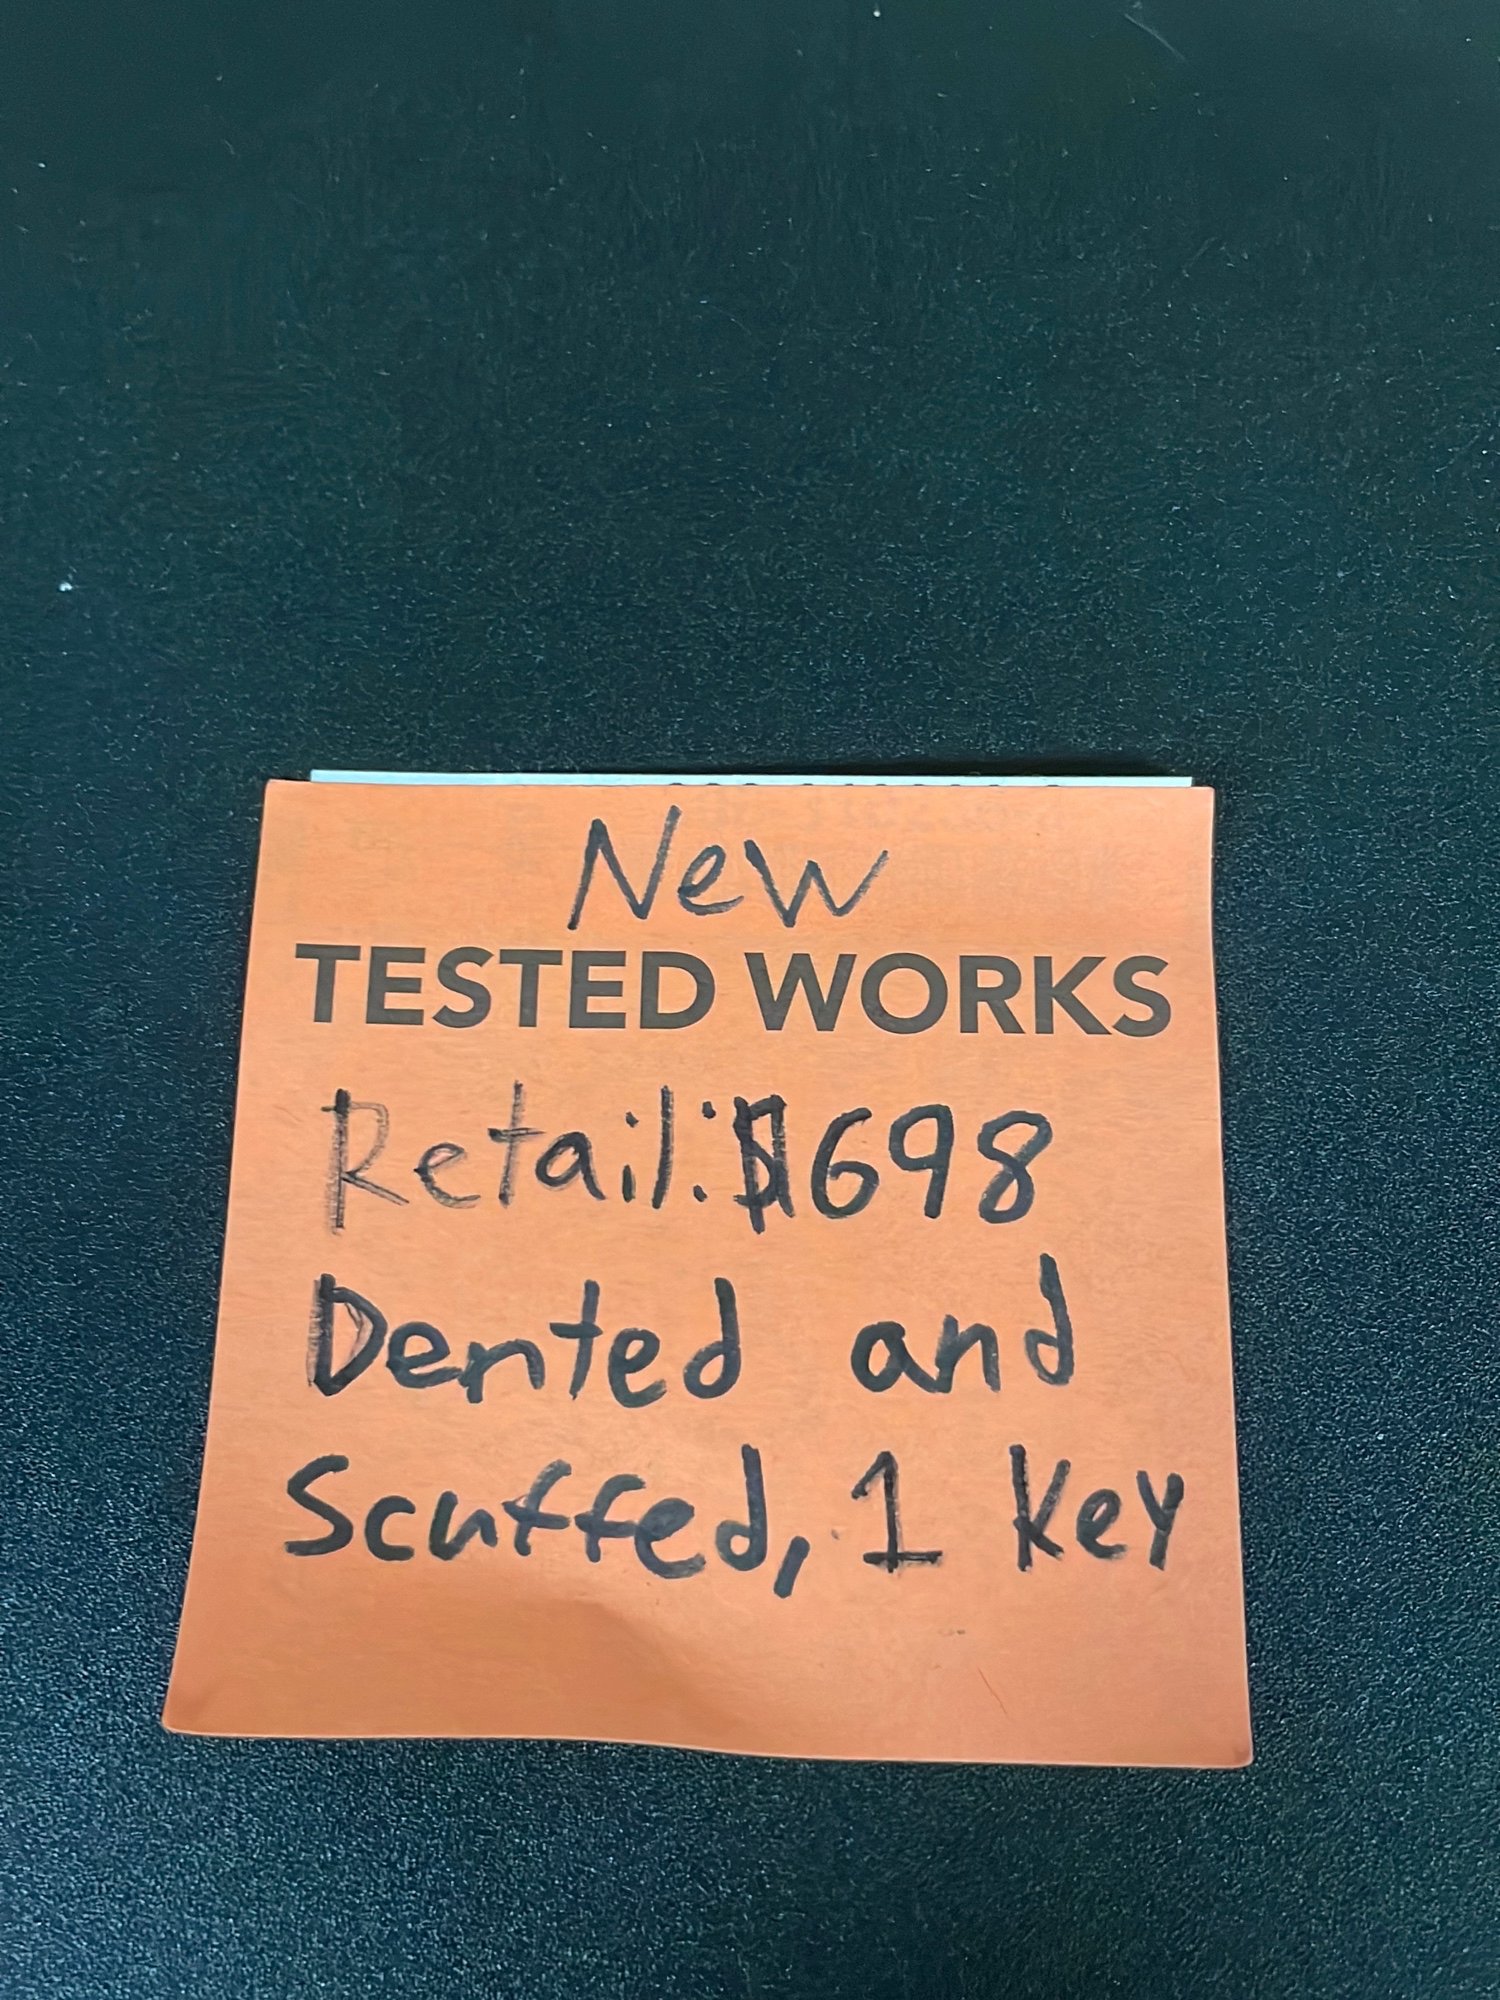 New
TESTED WORKS
Retail: $698
Dented and
Scuffed, 1 Key